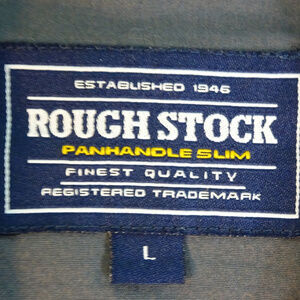 ESTABLISHED 1946
ROUGH STOCK
PANHANDLE SLIM
FINEST QUALITY
REGISTERED TRADEMARK
L